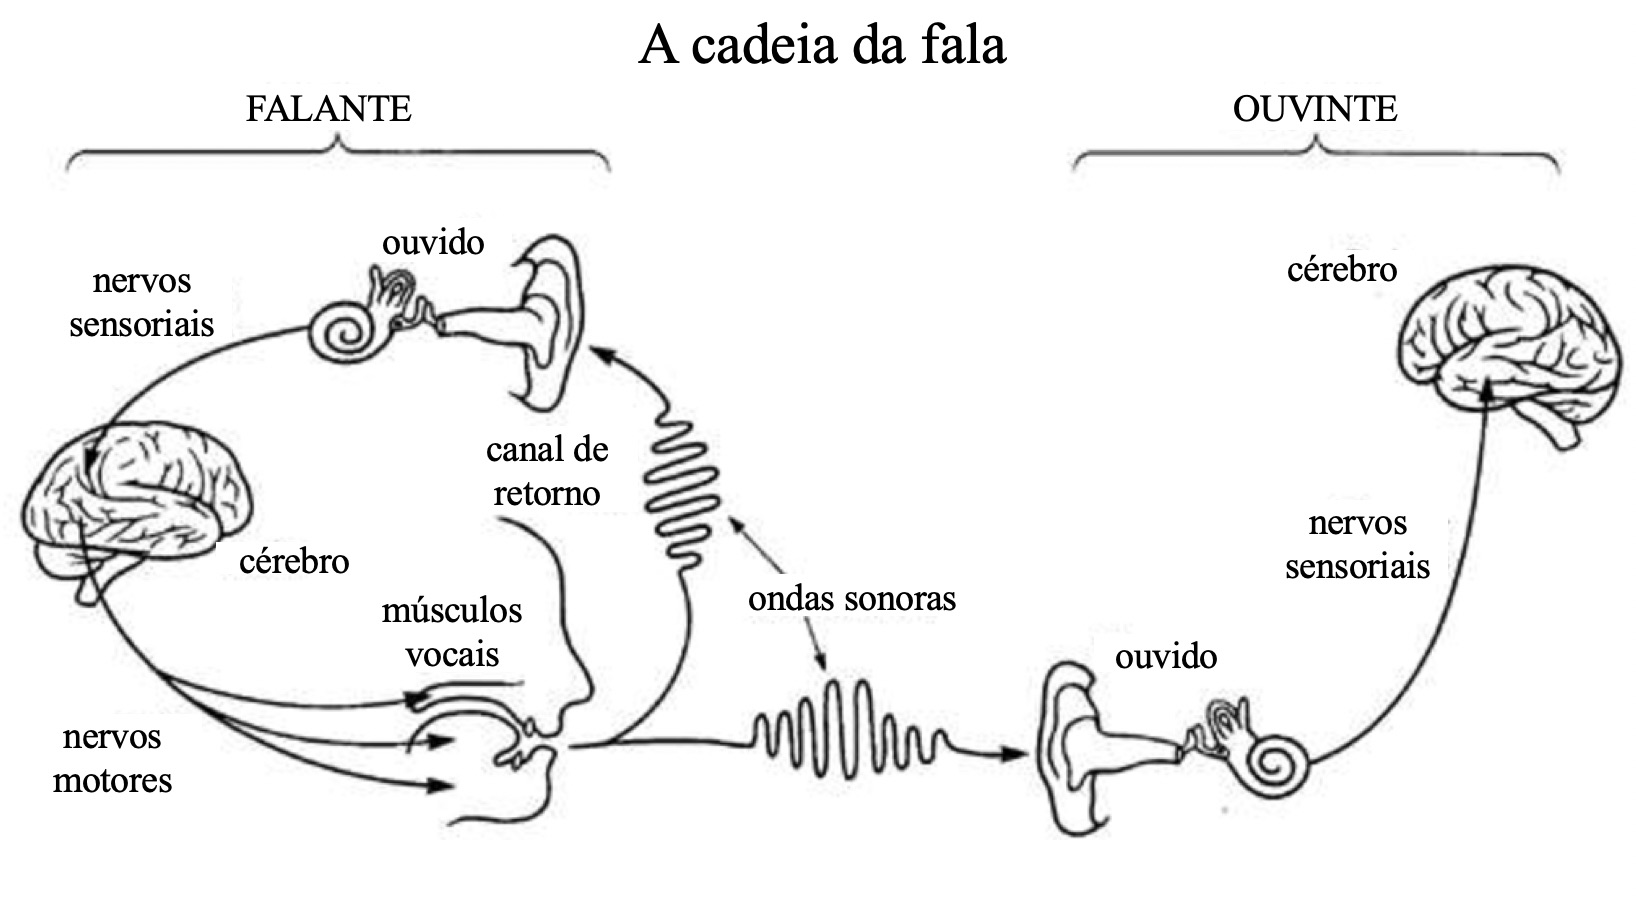 A cadeia da fala
FALANTE
OUVINTE
ouvido
nervos
sensoriais
canal de
retorno
cérebro
músculos
vocais
nervos
motores
ondas sonoras
cérebro
nervos
sensoriais
ouvido